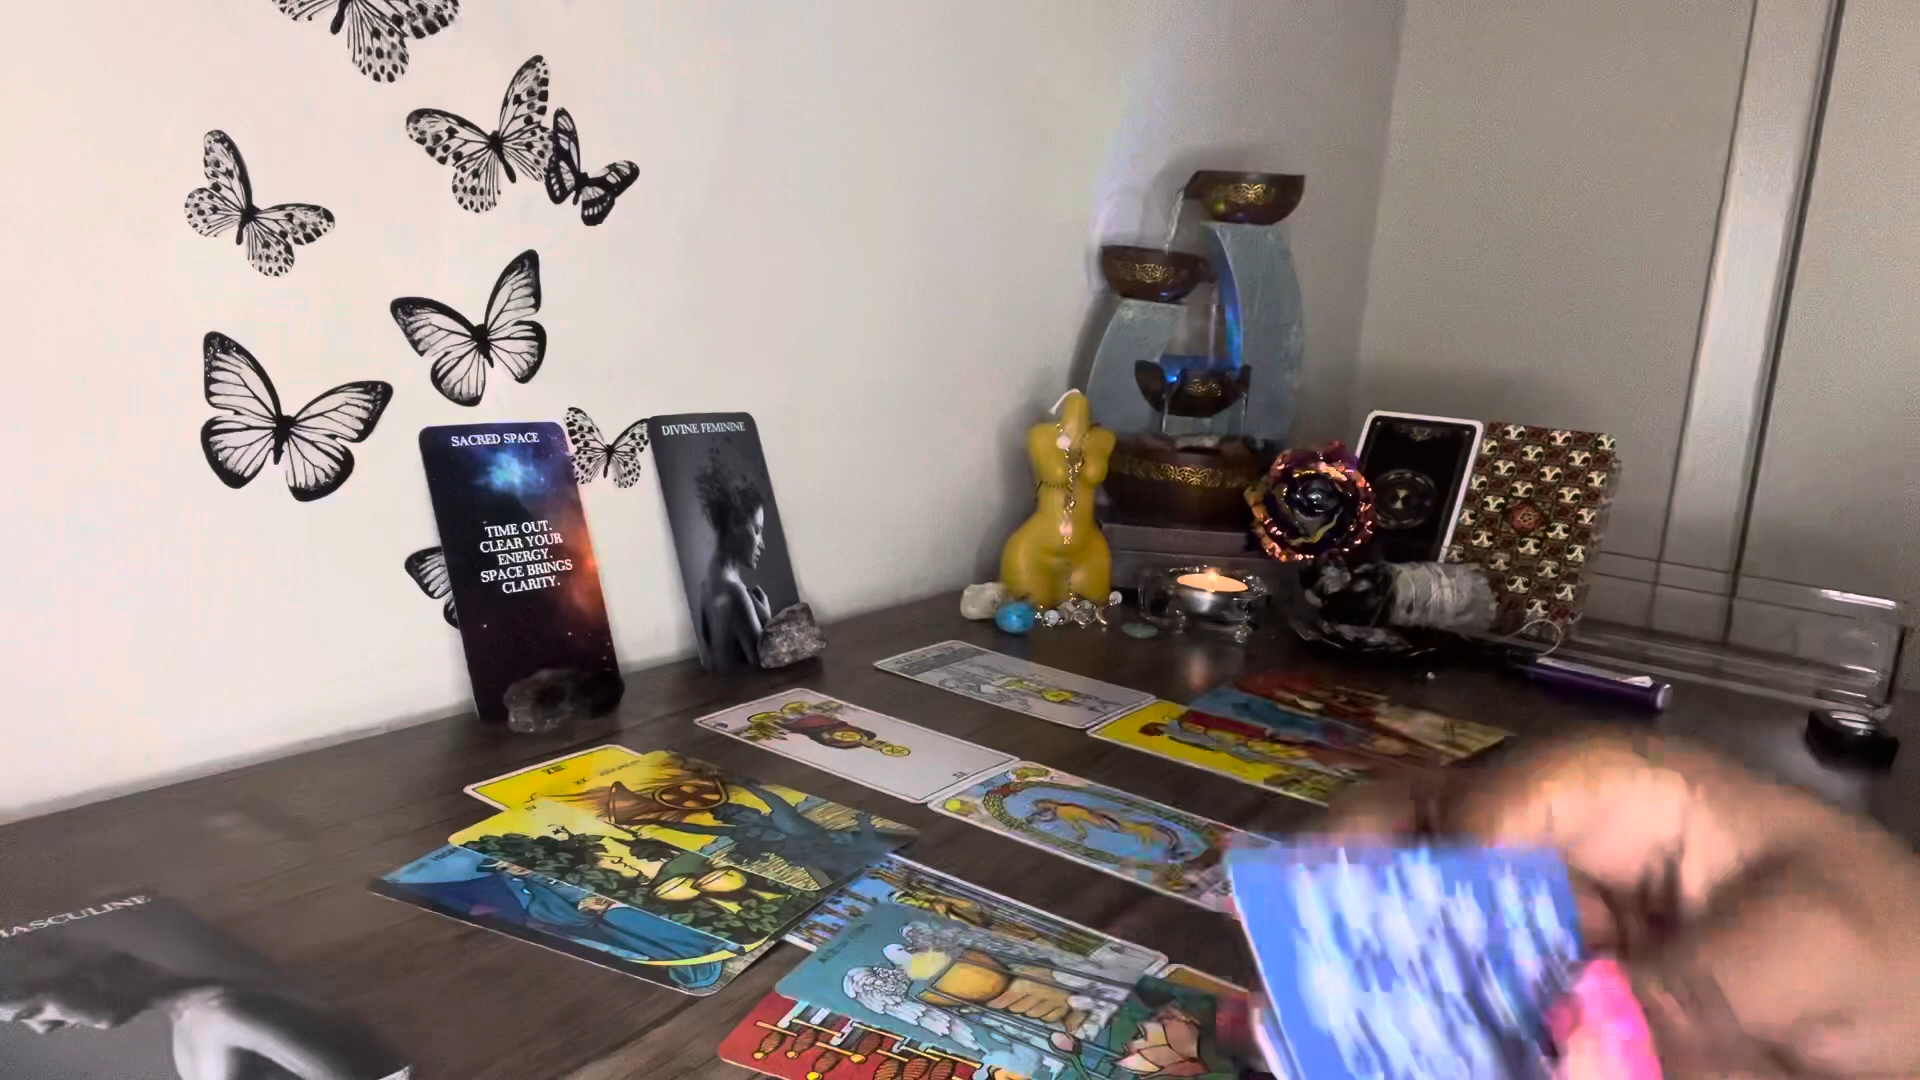 SACRED SPACE
TIME OUT.
CLEAR YOUR
ENERGY.
SPACE BRINGS
CLARITY.
DIVINE FEMININE
MASCULINE